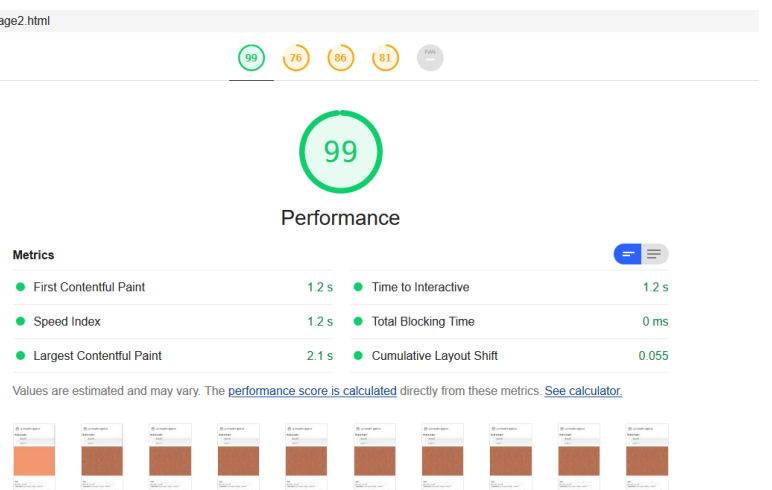 age2.html
99 76 86 81
99
Performance
Metrics
First Contentful Paint 1.2 s Time to Interactive 1.2 s
Speed Index 1.2 s Total Blocking Time 0 ms
Largest Contentful Paint 2.1 s Cumulative Layout Shift 0.055
Values are estimated and may vary. The performance score is calculated directly from these metrics. See calculator.